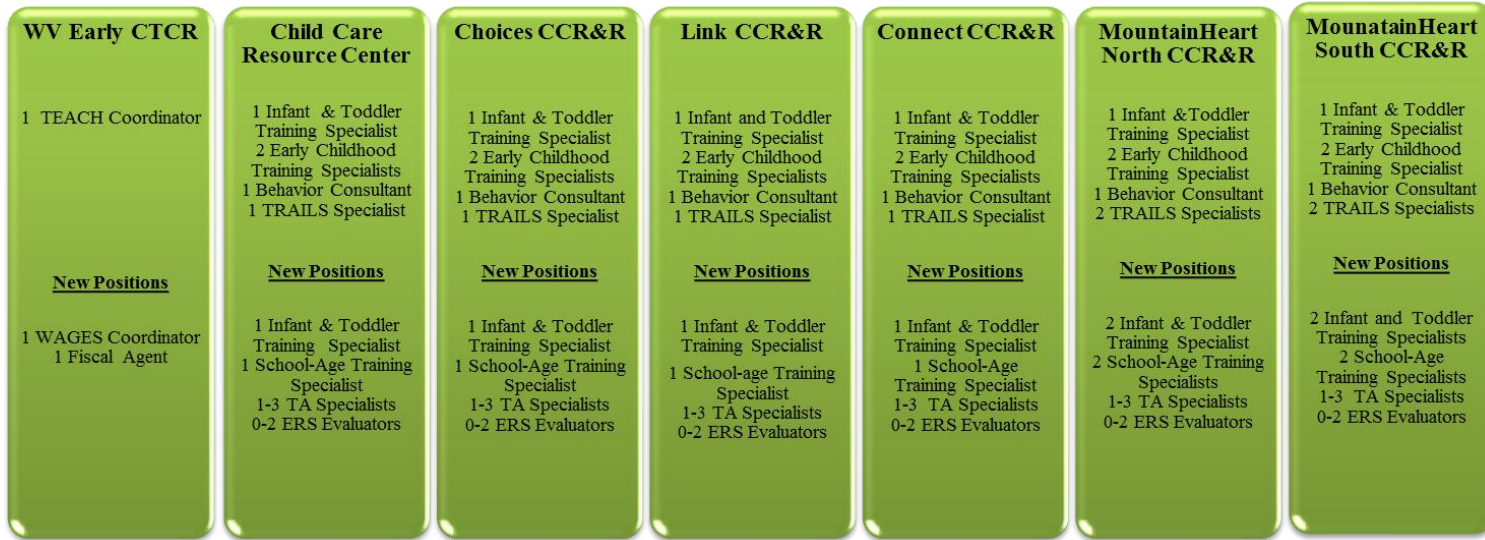 WV Early CTCR
1 TEACH Coordinator
New Positions
1 WAGES Coordinator
1 Fiscal Agent
Child Care
Resource Center
1 Infant & Toddler
Training Specialist
2 Early Childhood
Training Specialists
1 Behavior Consultant
1 TRAILS Specialist
New Positions
1 Infant & Toddler
Training Specialist
1 School-Age Training
Specialist
1-3 TA Specialists
0-2 ERS Evaluators
Choices CCR&R
1 Infant & Toddler
Training Specialist
2 Early Childhood
Training Specialists
1 Behavior Consultant
1 TRAILS Specialist
New Positions
1 Infant & Toddler
Training Specialist
1 School-Age Training
Specialist
1-3 TA Specialists
0-2 ERS Evaluators
Link CCR&R
1 Infant and Toddler
Training Specialist
2 Early Childhood
Training Specialists
1 Behavior Consultant
1 TRAILS Specialist
New Positions
1 Infant & Toddler
Training Specialist
1 School-age Training
Specialist
1-3 TA Specialists
0-2 ERS Evaluators
Connect CCR&R
1 Infant & Toddler
Training Specialist
2 Early Childhood
Training Specialists
1 Behavior Consultant
1 TRAILS Specialist
New Positions
1 Infant & Toddler
Training Specialist
1 School-Age
Training Specialist
1-3 TA Specialists
0-2 ERS Evaluators
MountainHeart
North CCR&R
1 Infant &Toddler
Training Specialist
2 Early Childhood
Training Specialist
1 Behavior Consultant
2 TRAILS Specialists
New Positions
2 Infant & Toddler
Training Specialist
2 School-Age Training
Specialists
1-3 TA Specialists
0-2 ERS Evaluators
MounatainHeart
South CCR&R
1 Infant & Toddler
Training Specialist
2 Early Childhood
Training Specialist
1 Behavior Consultant
2 TRAILS Specialists
New Positions
2 Infant and Toddler
Training Specialists
2 School-Age
Training Specialists
1-3 TA Specialists
0-2 ERS Evaluators